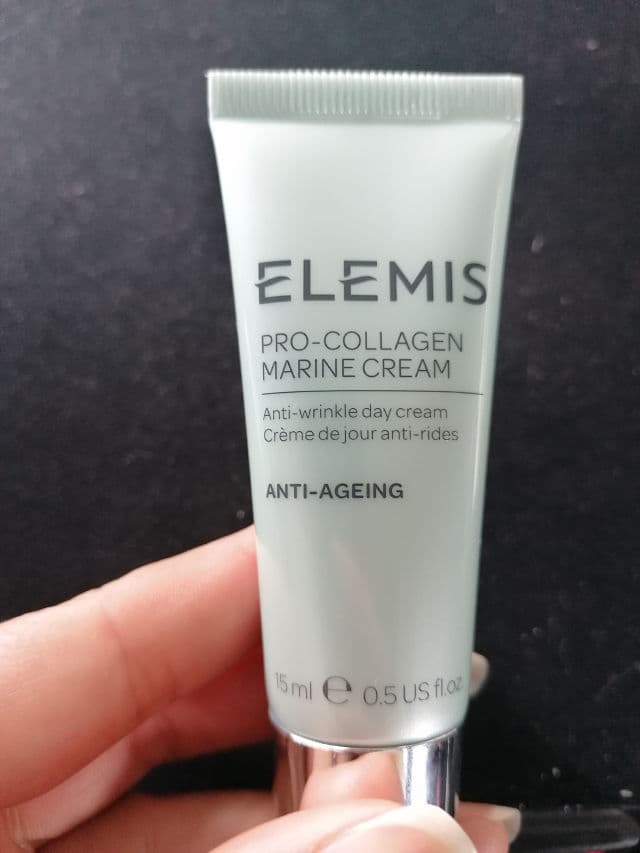 ELEMIS
PRO-COLLAGEN
MARINE CREAM
Anti-wrinkle day cream
Crème de jour anti-rides
ANTI-AGEING
15 ml e 0.5 US fl.oz